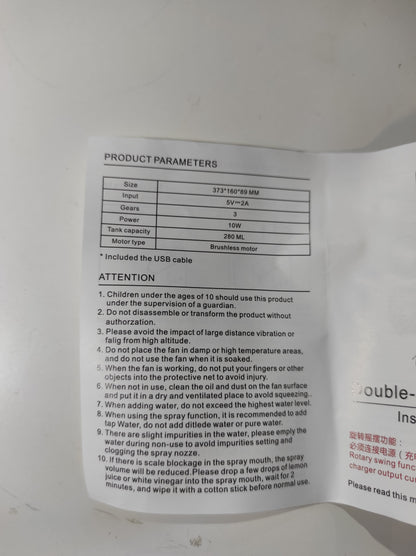 PRODUCT PARAMETERS
Size 373*160*89 MM
Input 5V⎓2A
Gears 3
Power 10W
Tank capacity 280 ML
Motor type Brushless motor
* Included the USB cable
ATTENTION
1. Children under the ages of 10 should use this product
under the supervision of a guardian.
2. Do not disassemble or transform the product without
authorzation.
3. Please avoid the impact of large distance vibration or
falig from high altitude.
4. Do not place the fan in damp or high temperature areas,
and do not use the fan when it is soaked.
5. When the fan is working, do not put your fingers or other
objects into the protective net to avoid injury.
6. When not in use, clean the oil and dust on the fan surface
and put it in a dry and ventilated place to avoid squeezing..
7. When adding water, do not exceed the highest water level.
8. When using the spray function, it is recommended to add
tap Water, do not add ditlede water or pure water.
9. There are slight impurities in the water, please empty the
water during non-use to avoid impurities setting and
clogging the spray nozze.
10. If there is scale blockage in the spray mouth, the spray
volume will be reduced.Please drop a few drops of lemon
juice or white vinegar into the spray mouth, wait for 2
minutes, and wipe it with a cotton stick before normal use.
Double-
Ins
旋转摇摆功能：
必须连接电源（充电
Rotary swing func
charger output cur
Please read this m